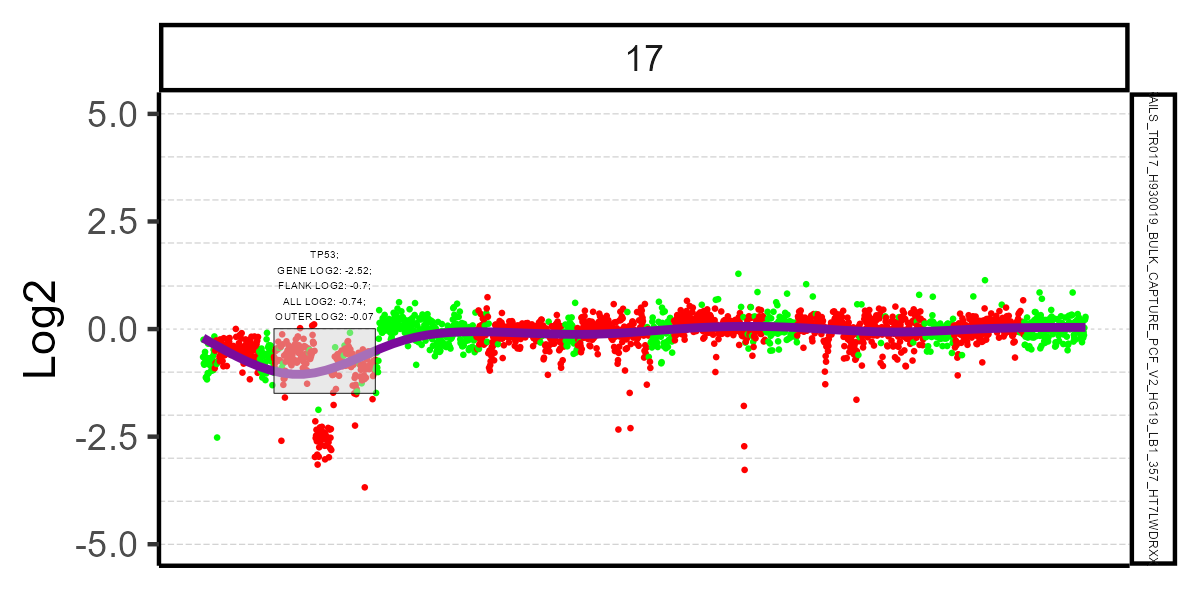 17
5.0
2.5
0.0
-2.5
-5.0
Log2
TP53;
GENE LOG2: -2.52;
FLANK LOG2: -0.7;
ALL LOG2: -0.74;
OUTER LOG2: -0.07
AILS_TR017_H930019_BULK_CAPTURE_PCF_V2_HG19_LB1_357_HT7LWDRXX